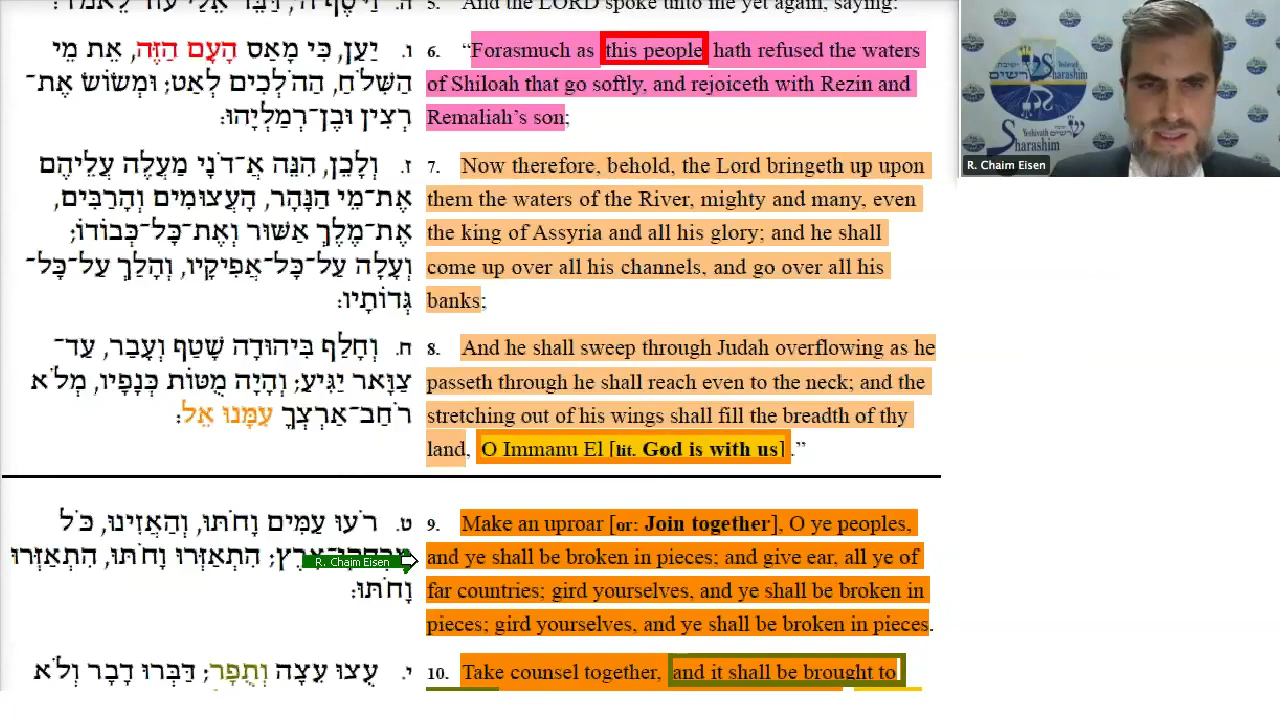 5. And the LORD spoke unto me yet again, saying:
ו. יַעַן, כִּי מָאַס הָעָם הַזֶּה, אֵת מֵי
הַשִּׁלֹחַ, הַהֹלְכִים לְאַט; וּמְשׂוֹשׂ אֶת־
רְצִין וּבֶן־רְמַלְיָהוּ:
6. “Forasmuch as this people hath refused the waters
of Shiloah that go softly, and rejoiceth with Rezin and
Remaliah’s son;
ז. וְלָכֵן, הִנֵּה אֲ־דֹנָי מַעֲלֶה עֲלֵיהֶם
אֶת־מֵי הַנָּהָר, הָעֲצוּמִים וְהָרַבִּים,
אֶת־מֶלֶךְ אַשּׁוּר וְאֶת־כָּל־כְּבוֹדוֹ;
וְעָלָה עַל־כָּל־אֲפִיקָיו, וְהָלַךְ עַל־כָּל־
גְּדוֹתָיו:
7. Now therefore, behold, the Lord bringeth up upon
them the waters of the River, mighty and many, even
the king of Assyria and all his glory; and he shall
come up over all his channels, and go over all his
banks;
ח. וְחָלַף בִּיהוּדָה שָׁטַף וְעָבַר, עַד־
צַוָּאר יַגִּיעַ; וְהָיָה מֻטּוֹת כְּנָפָיו, מְלֹא
רֹחַב־אַרְצְךָ עִמָּנוּ אֵל:
8. And he shall sweep through Judah overflowing as he
passeth through he shall reach even to the neck; and the
stretching out of his wings shall fill the breadth of thy
land, O Immanu El [lit. God is with us].”
ט. רֹעוּ עַמִּים וָחֹתּוּ, וְהַאֲזִינוּ, כֹּל
אֶרֶץ; הִתְאַזְּרוּ וָחֹתּוּ, הִתְאַזְּרוּ
וָחֹתּוּ:
9. Make an uproar [or: Join together], O ye peoples,
and ye shall be broken in pieces; and give ear, all ye of
far countries; gird yourselves, and ye shall be broken in
pieces; gird yourselves, and ye shall be broken in pieces.
י. עֻצוּ עֵצָה וְתֻפָר; דַּבְּרוּ דָבָר וְלֹא
10. Take counsel together, and it shall be brought to
R. Chaim Eisen
Yeshivath
Sharashim
R. Chaim Eisen